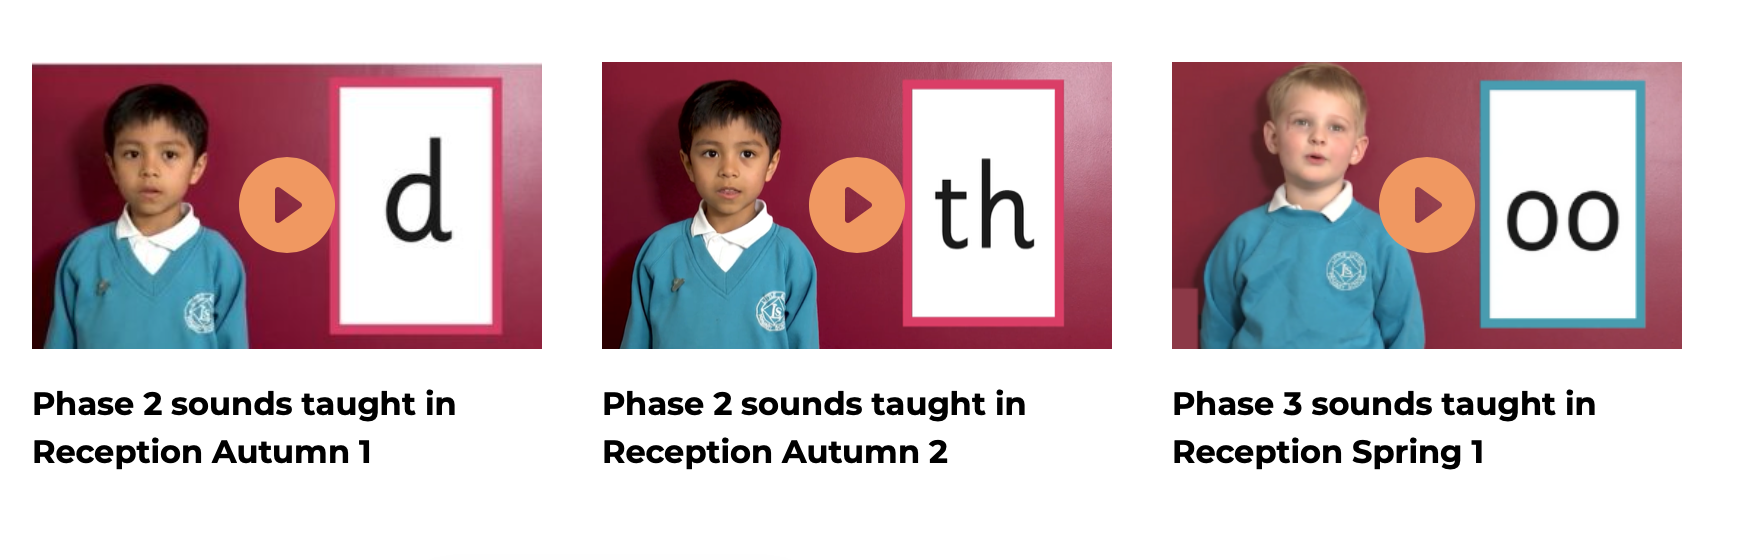 d
th
oo
Phase 2 sounds taught in
Reception Autumn 1
Phase 2 sounds taught in
Reception Autumn 2
Phase 3 sounds taught in
Reception Spring 1